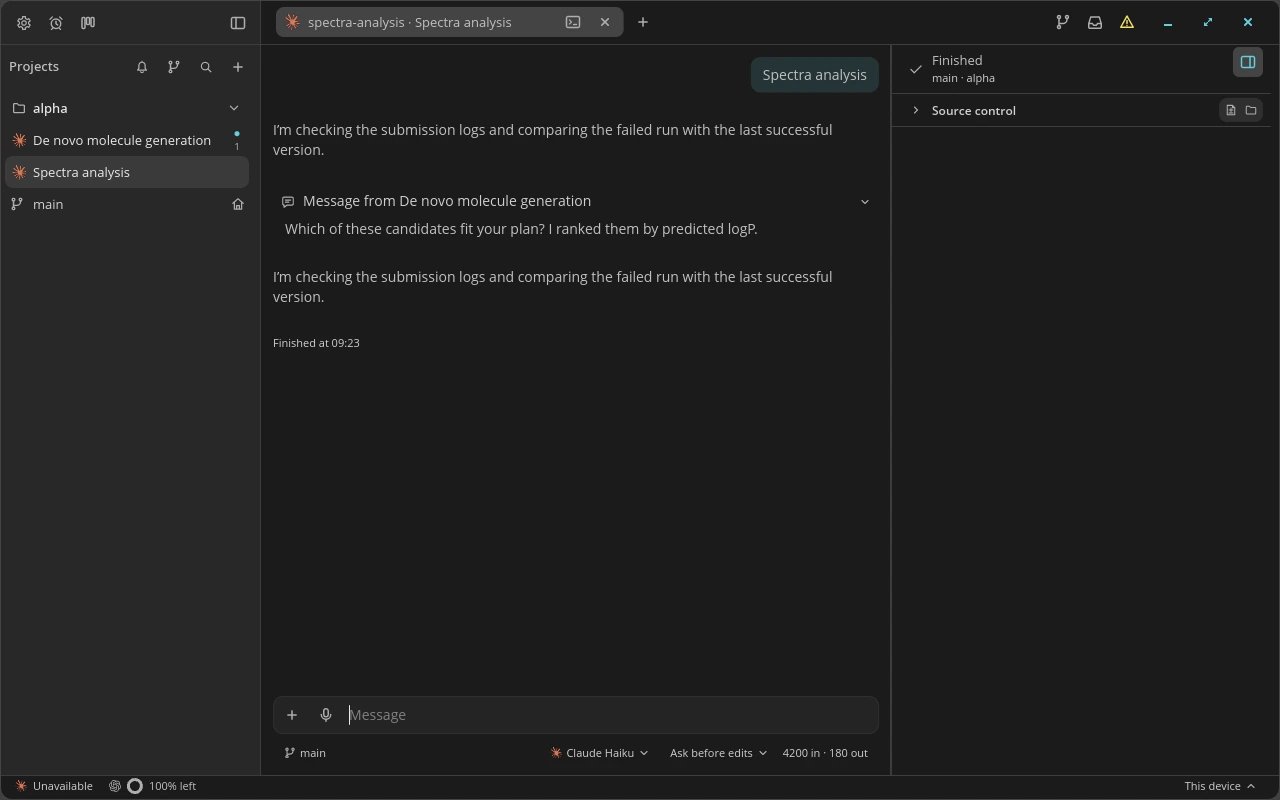 spectra-analysis · Spectra analysis
Projects
alpha
De novo molecule generation
1
Spectra analysis
main
Spectra analysis
I'm checking the submission logs and comparing the failed run with the last successful
version.
Message from De novo molecule generation
Which of these candidates fit your plan? I ranked them by predicted logP.
I'm checking the submission logs and comparing the failed run with the last successful
version.
Finished at 09:23
Message
main
Claude Haiku
Ask before edits
4200 in · 180 out
Finished
main · alpha
Source control
Unavailable
100% left
This device